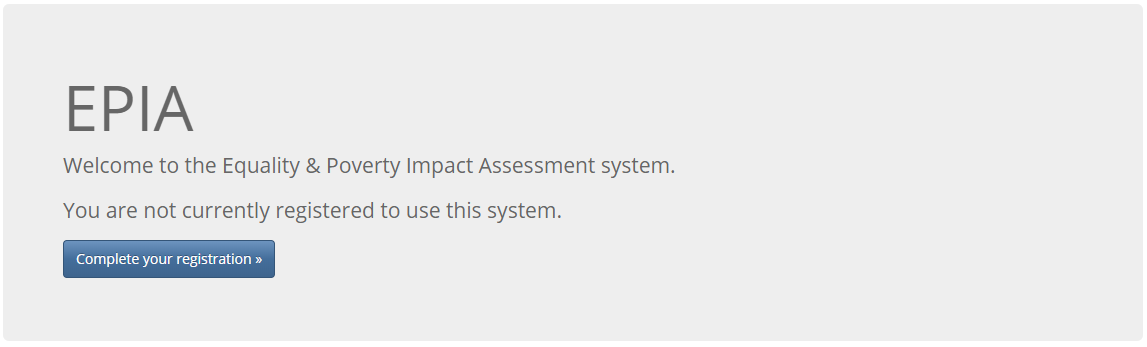 EPIA
Welcome to the Equality & Poverty Impact Assessment system.
You are not currently registered to use this system.
Complete your registration »